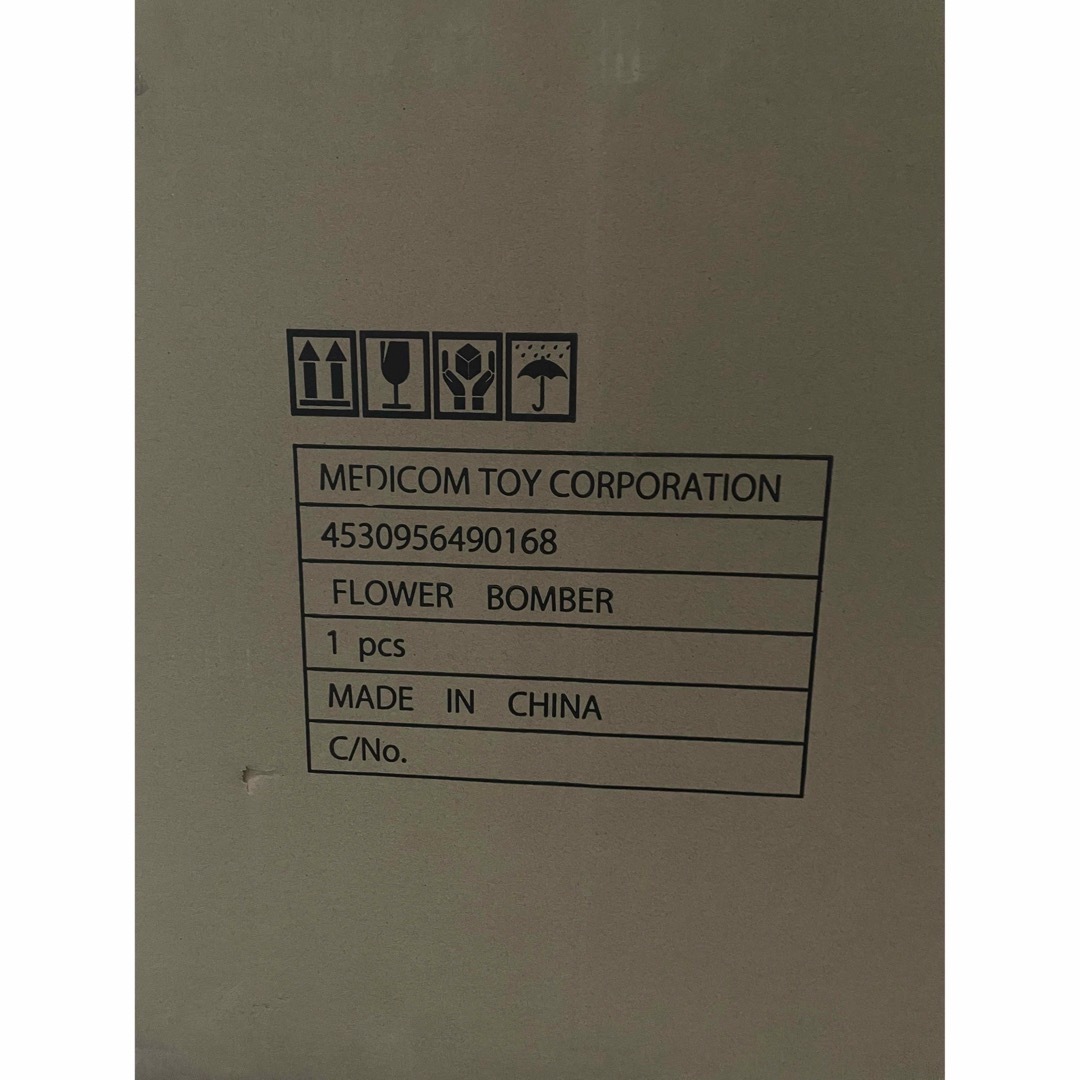 MEDICOM TOY CORPORATION
4530956490168
FLOWER BOMBER
1 pcs
MADE IN CHINA
C/No.